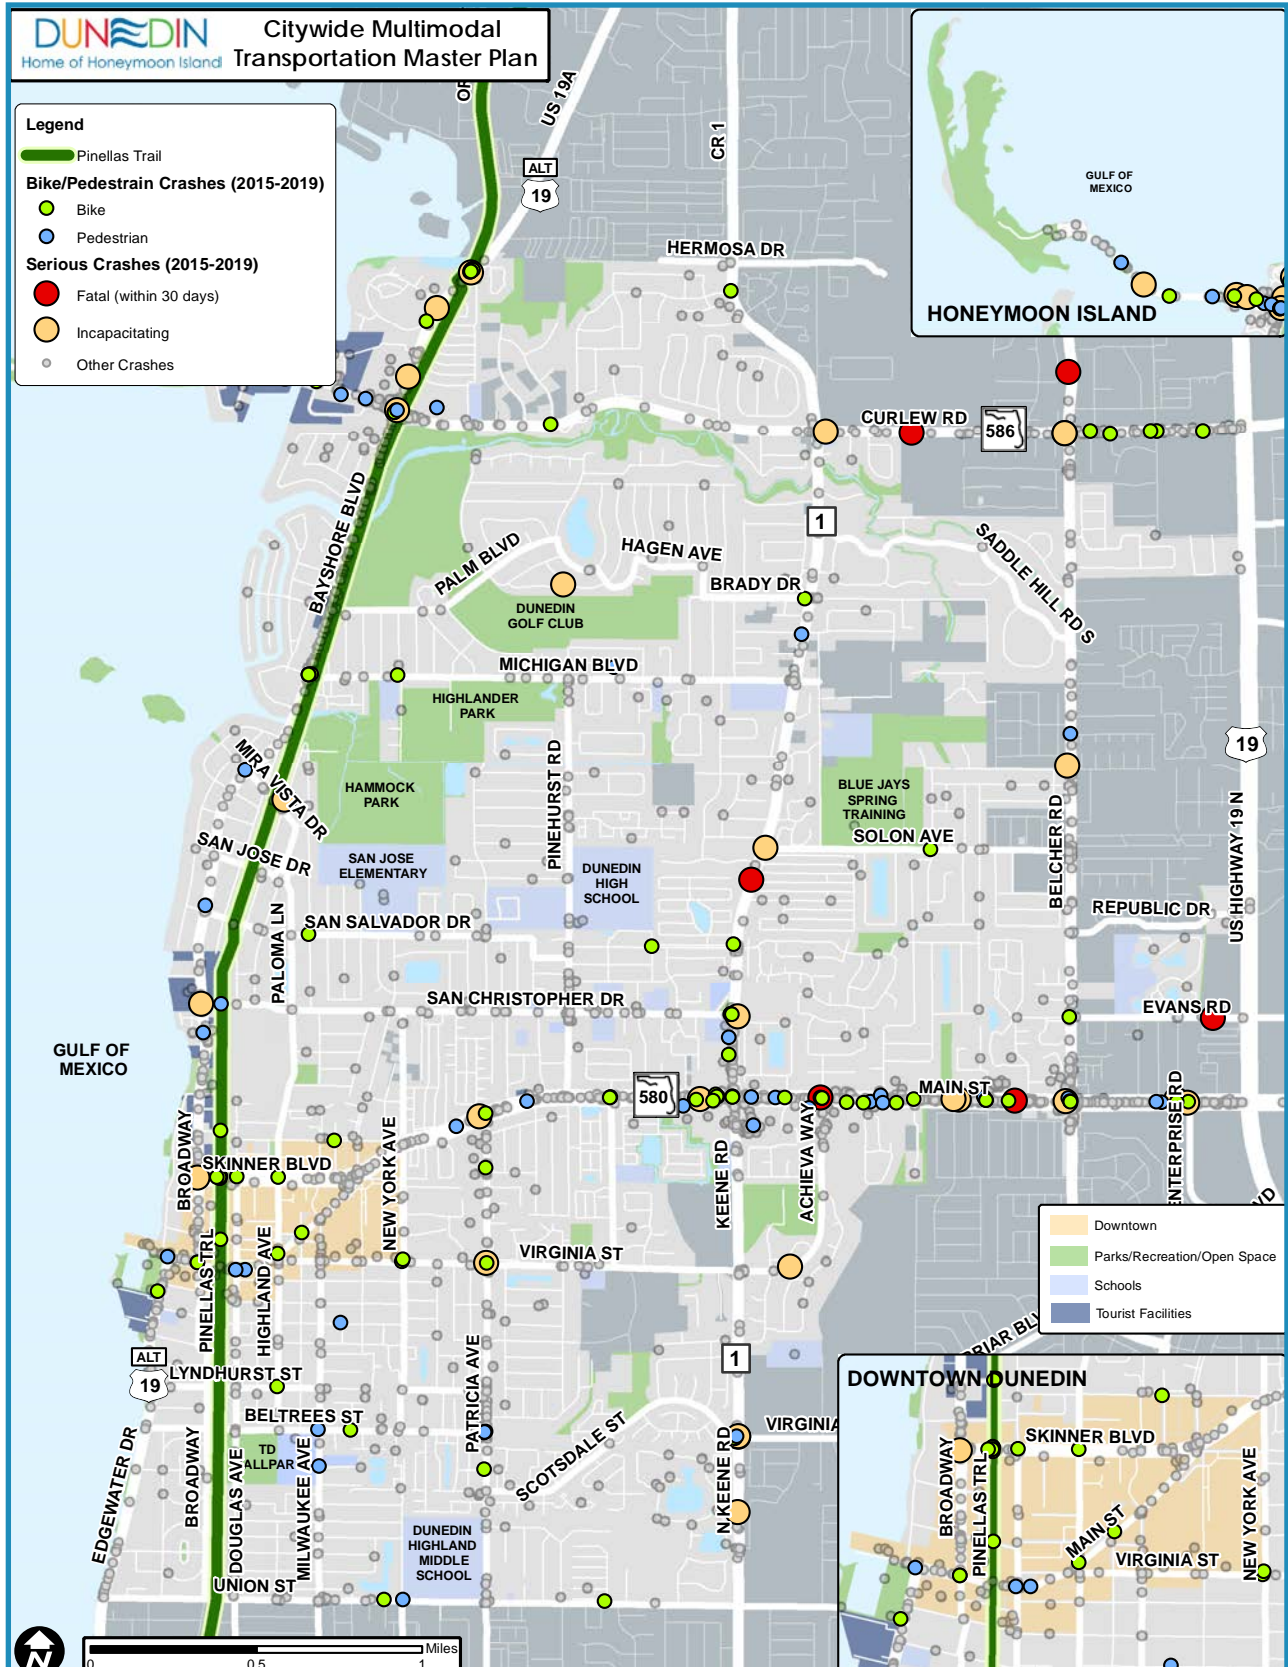 DUNEDIN
Home of Honeymoon Island
Citywide Multimodal
Transportation Master Plan
Legend
Pinellas Trail
Bike/Pedestrain Crashes (2015-2019)
Bike
Pedestrian
Serious Crashes (2015-2019)
Fatal (within 30 days)
Incapacitating
Other Crashes
US 19A
CR 1
ALT
19
HERMOSA DR
GULF OF
MEXICO
HONEYMOON ISLAND
CURLEW RD
586
1
BAYSHORE BLVD
PALM BLVD
HAGEN AVE
BRADY DR
SADDLE HILL RD S
DUNEDIN
GOLF CLUB
MICHIGAN BLVD
HIGHLANDER
PARK
19
MIRA VISTA DR
HAMMOCK
PARK
PINEHURST RD
BLUE JAYS
SPRING
TRAINING
SOLON AVE
BELCHER RD
US HIGHWAY 19 N
SAN JOSE DR
SAN JOSE
ELEMENTARY
DUNEDIN
HIGH
SCHOOL
REPUBLIC DR
PALOMA LN
SAN SALVADOR DR
SAN CHRISTOPHER DR
EVANS RD
GULF OF
MEXICO
580
MAIN ST
BROADWAY
SKINNER BLVD
NEW YORK AVE
KEENE RD
ACHIEVA WAY
ENTERPRISE RD
VD
Downtown
Parks/Recreation/Open Space
Schools
Tourist Facilities
PINELLAS TRL
HIGHLAND AVE
VIRGINIA ST
RIAR BLV
ALT
19
LYNDHURST ST
1
DOWNTOWN DUNEDIN
BELTREES ST
PATRICIA AVE
SCOTSDALE ST
N KEENE RD
VIRGINIA
EDGEWATER DR
BROADWAY
DOUGLAS AVE
TD
ALLPAR
MILWAUKEE AVE
UNION ST
DUNEDIN
HIGHLAND
MIDDLE
SCHOOL
BROADWAY
PINELLAS TRL
SKINNER BLVD
MAIN ST
VIRGINIA ST
NEW YORK AVE
N
Miles
0 0.5 1